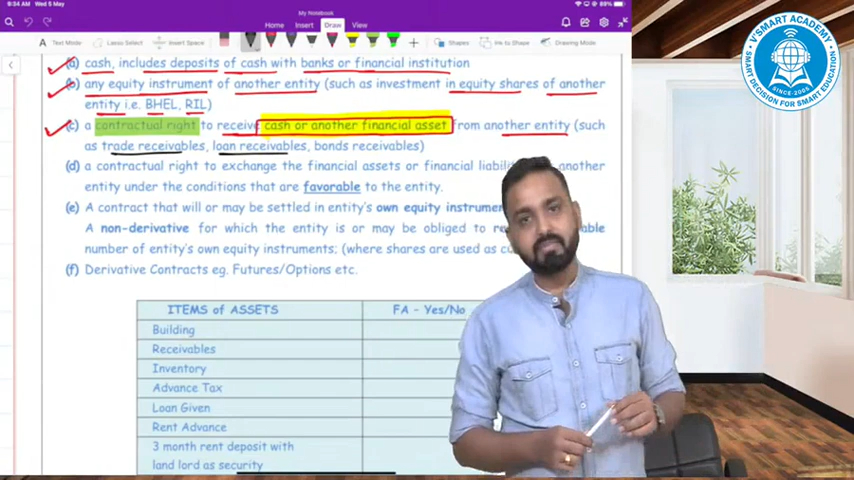 9:34 AM Wed 5 May
My Notebook
89%
Home Insert Draw View
Text Mode Lasso Select Insert Space Shapes Ink to Shape Drawing Mode
(a) cash, includes deposits of cash with banks or financial institution
(b) any equity instrument of another entity (such as investment in equity shares of another
entity i.e. BHEL, RIL)
(c) a contractual right to receive cash or another financial asset from another entity (such
as trade receivables, loan receivables, bonds receivables)
(d) a contractual right to exchange the financial assets or financial another
entity under the conditions that are favorable to the entity.
(e) A contract that will or may be settled in entity's own equity
A non-derivative for which the entity is or may be obliged to
number of entity's own equity instruments; (where shares are used as
(f) Derivative Contracts eg. Futures/Options etc.
ITEMS of ASSETS FA - Yes/No
Building
Receivables
Inventory
Advance Tax
Loan Given
Rent Advance
3 month rent deposit with
land lord as security
V'SMART ACADEMY
SINCE-2005
DECISION FOR SMART EDUCATION